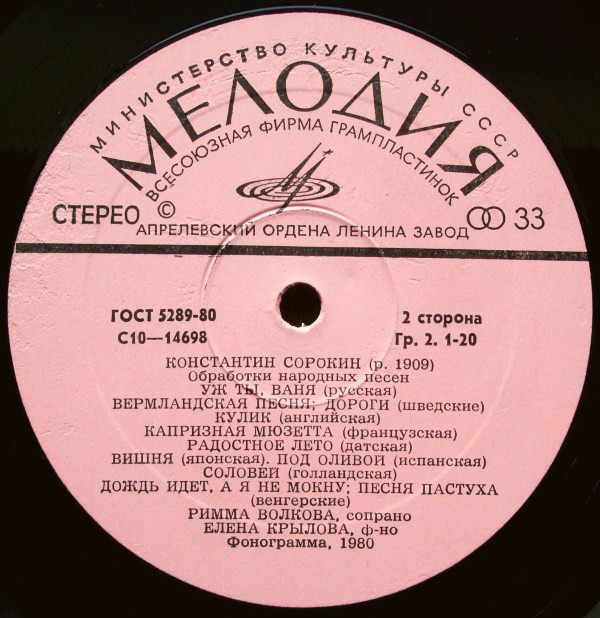 МИНИСТЕРСТВО КУЛЬТУРЫ СССР
МЕЛОДИЯ
ВСЕСОЮЗНАЯ ФИРМА ГРАМПЛАСТИНОК
СТЕРЕО © 33
АПРЕЛЕВСКИЙ ОРДЕНА ЛЕНИНА ЗАВОД
ГОСТ 5289-80 2 сторона
С10—14698 Гр. 2. 1-20
КОНСТАНТИН СОРОКИН (р. 1909)
Обработки народных песен
УЖ ТЫ, ВАНЯ (русская)
ВЕРМЛАНДСКАЯ ПЕСНЯ; ДОРОГИ (шведские)
КУЛИК (английская)
КАПРИЗНАЯ МЮЗЕТТА (французская)
РАДОСТНОЕ ЛЕТО (датская)
ВИШНЯ (японская). ПОД ОЛИВОЙ (испанская)
СОЛОВЕЙ (голландская)
ДОЖДЬ ИДЕТ, А Я НЕ МОКНУ; ПЕСНЯ ПАСТУХА
(венгерские)
РИММА ВОЛКОВА, сопрано
ЕЛЕНА КРЫЛОВА, ф-но
Фонограмма, 1980